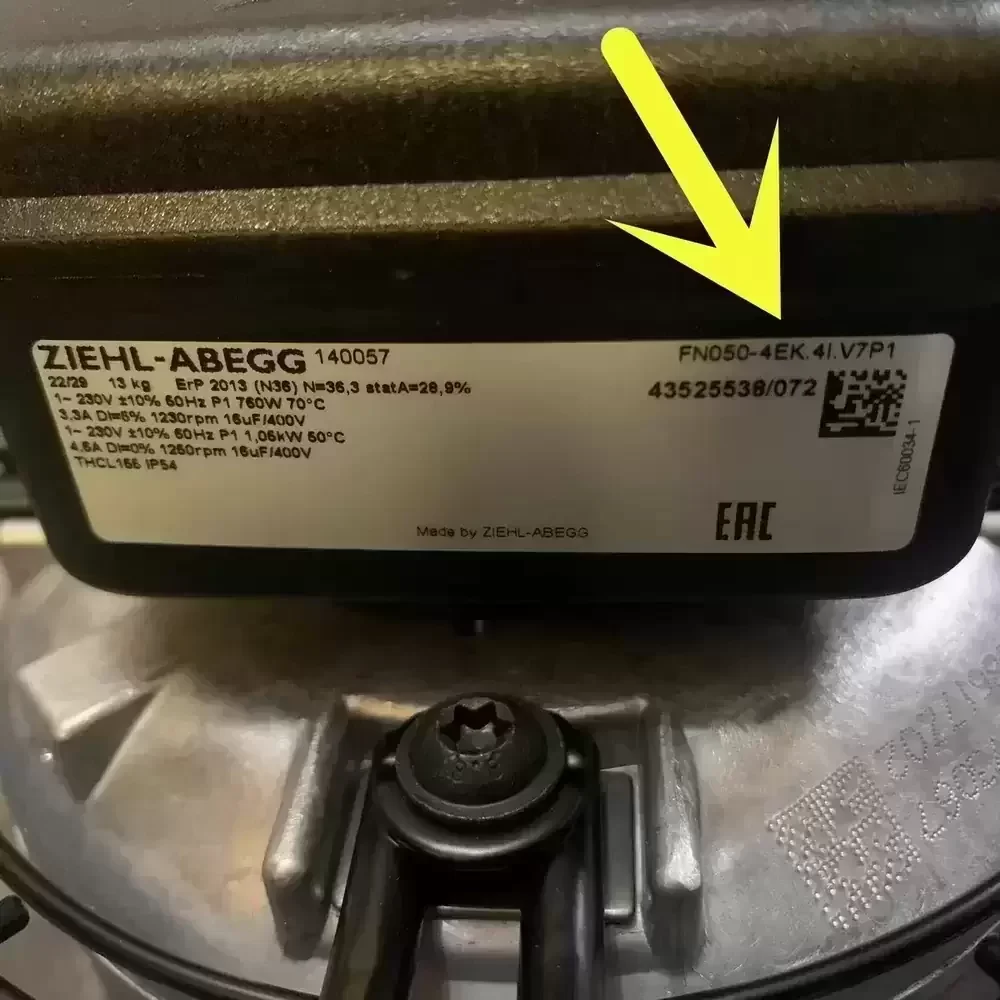 ZIEHL-ABEGG 140057
22/29 13 kg ErP 2013 (N36) N=36,3 statA=28,9%
1~ 230V ±10% 50Hz P1 760W 70°C
3,3A DI=5% 1230rpm 16uF/400V
1~ 230V ±10% 60Hz P1 1,05kW 50°C
4,6A DI=0% 1250rpm 16uF/400V
THCL155 IP54
FN050-4EK.4I.V7P1
43525538/072
IEC60034-1
Made by ZIEHL-ABEGG
EAC